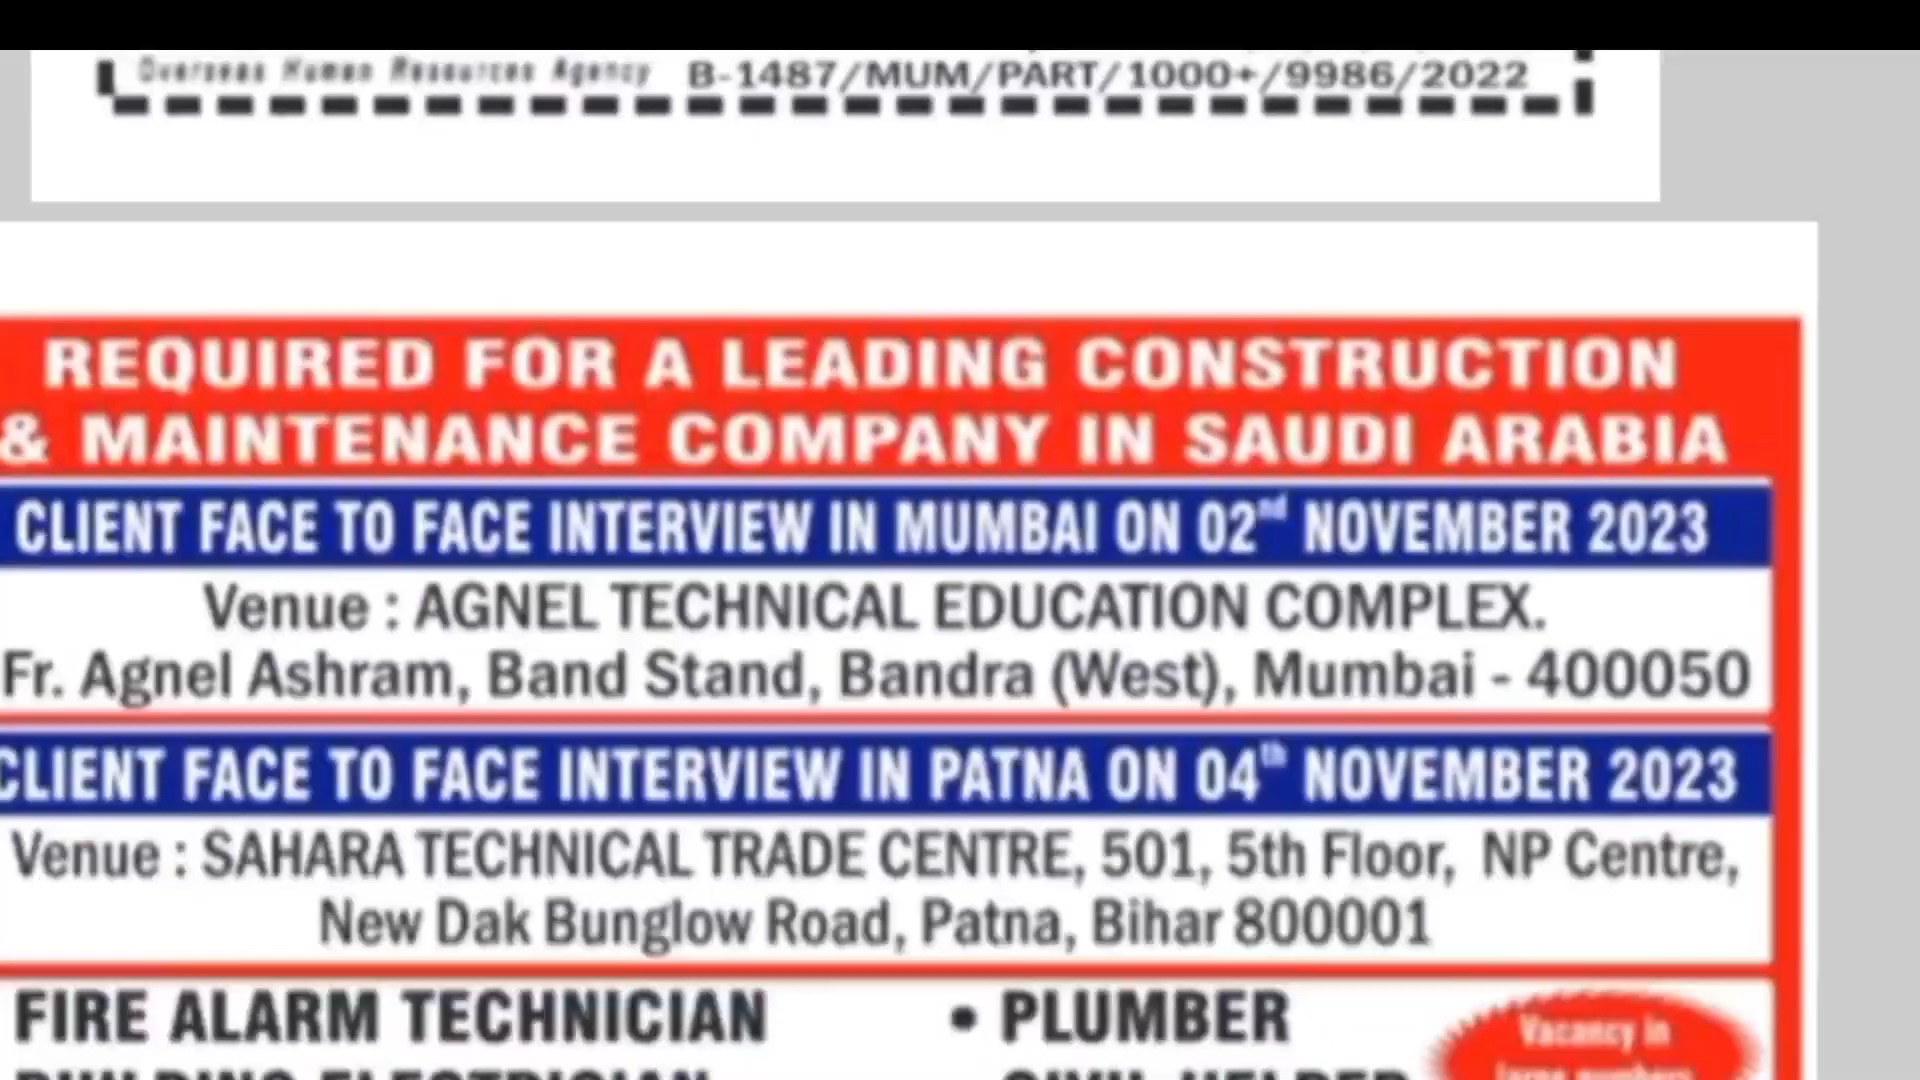 Overseas Human Resources Agency B-1487/MUM/PART/1000+/9986/2022
REQUIRED FOR A LEADING CONSTRUCTION
& MAINTENANCE COMPANY IN SAUDI ARABIA
CLIENT FACE TO FACE INTERVIEW IN MUMBAI ON 02nd NOVEMBER 2023
Venue : AGNEL TECHNICAL EDUCATION COMPLEX.
Fr. Agnel Ashram, Band Stand, Bandra (West), Mumbai - 400050
CLIENT FACE TO FACE INTERVIEW IN PATNA ON 04th NOVEMBER 2023
Venue : SAHARA TECHNICAL TRADE CENTRE, 501, 5th Floor, NP Centre,
New Dak Bunglow Road, Patna, Bihar 800001
FIRE ALARM TECHNICIAN
• PLUMBER
Vacancy in